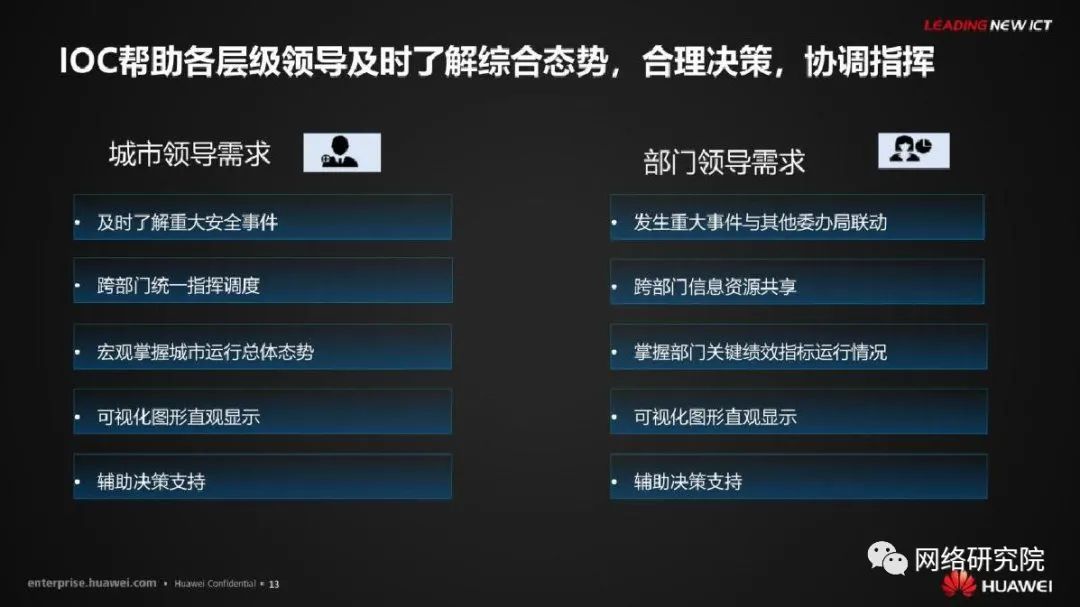 LEADING NEW ICT
IOC帮助各层级领导及时了解综合态势，合理决策，协调指挥
城市领导需求
• 及时了解重大安全事件
• 跨部门统一指挥调度
• 宏观掌握城市运行总体态势
• 可视化图形直观显示
• 辅助决策支持
部门领导需求
• 发生重大事件与其他委办局联动
• 跨部门信息资源共享
• 掌握部门关键绩效指标运行情况
• 可视化图形直观显示
• 辅助决策支持
网络研究院
enterprise.huawei.com ▪ Huawei Confidential ▪ 13
HUAWEI